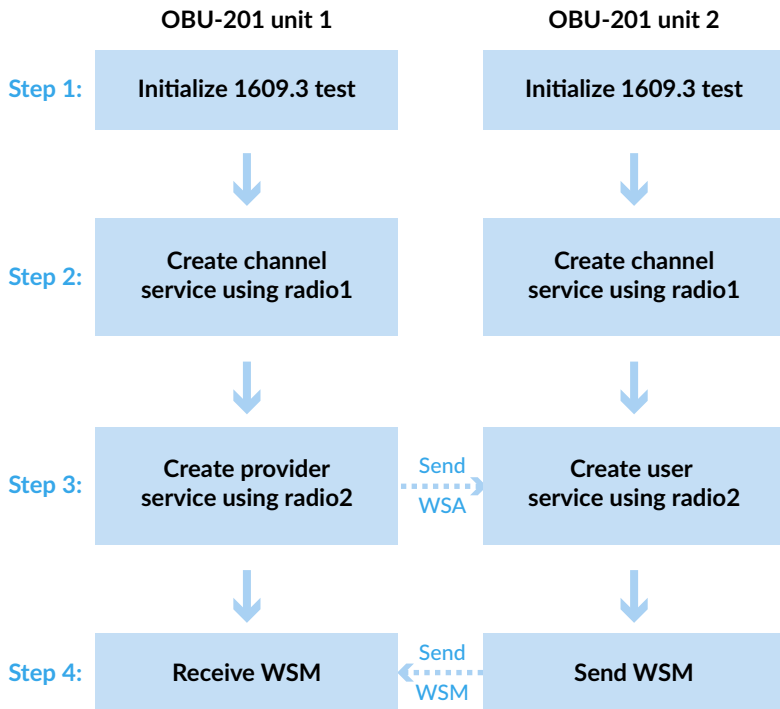 OBU-201 unit 1
OBU-201 unit 2
Step 1:
Initialize 1609.3 test
Initialize 1609.3 test
Step 2:
Create channel
service using radio1
Create channel
service using radio1
Step 3:
Create provider
service using radio2
Send
WSA
Create user
service using radio2
Step 4:
Receive WSM
Send
WSM
Send WSM